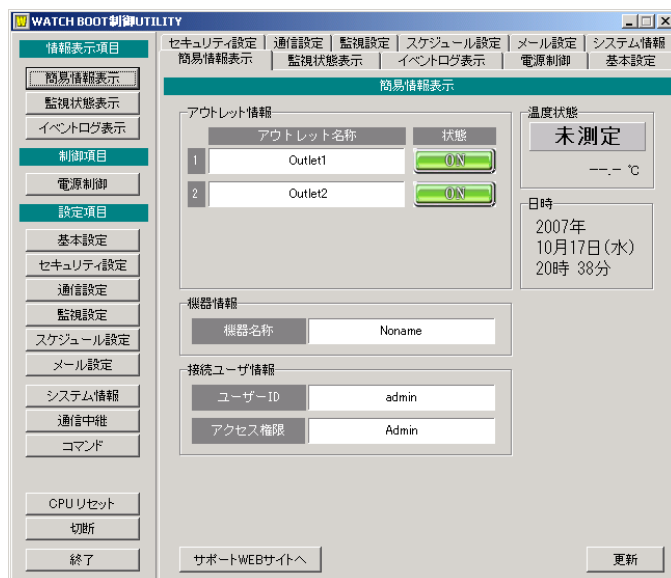 WATCH BOOT制御UTILITY
情報表示項目
簡易情報表示
監視状態表示
イベントログ表示
制御項目
電源制御
設定項目
基本設定
セキュリティ設定
通信設定
監視設定
スケジュール設定
メール設定
システム情報
通信中継
コマンド
CPUリセット
切断
終了
セキュリティ設定 通信設定 監視設定 スケジュール設定 メール設定 システム情報
簡易情報表示 監視状態表示 イベントログ表示 電源制御 基本設定
簡易情報表示
アウトレット情報
アウトレット名称 状態
1 Outlet1 ON
2 Outlet2 ON
温度状態
未測定
--.- ℃
日時
2007年
10月17日(水)
20時 38分
機器情報
機器名称 Noname
接続ユーザ情報
ユーザーID admin
アクセス権限 Admin
サポートWEBサイトへ 更新